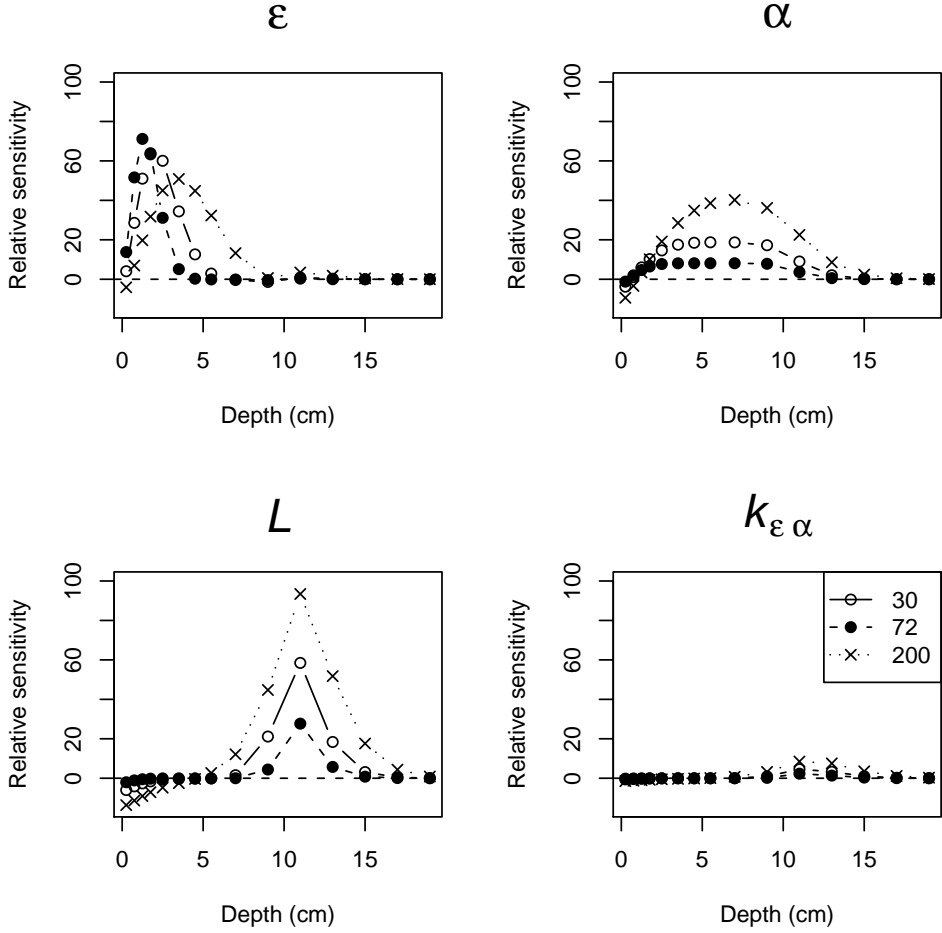 ε
Relative sensitivity
0 20 60 100
0 5 10 15
Depth (cm)
α
Relative sensitivity
0 20 60 100
0 5 10 15
Depth (cm)
L
Relative sensitivity
0 20 60 100
0 5 10 15
Depth (cm)
k ε α
Relative sensitivity
0 20 60 100
0 5 10 15
Depth (cm)
30
72
200